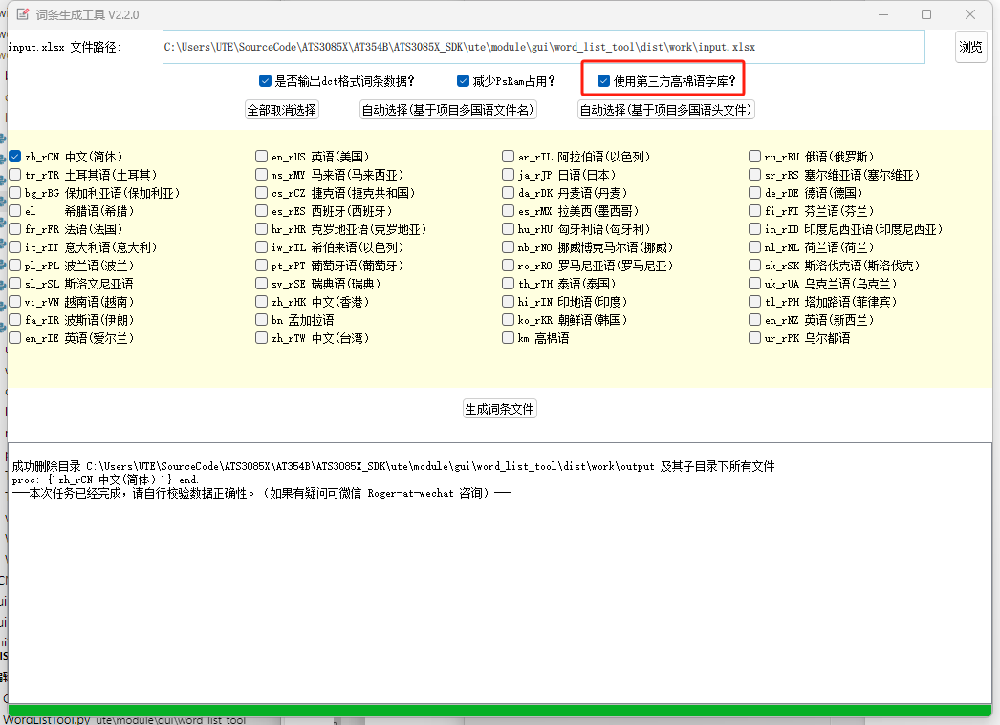 词条生成工具 V2.2.0
input.xlsx 文件路径:
C:\Users\UTE\SourceCode\ATS3085X\AT354B\ATS3085X_SDK\ute\module\gui\word_list_tool\dist\work\input.xlsx
浏览
是否输出dct格式词条数据?
减少PsRam占用?
使用第三方高棉语字库?
全部取消选择
自动选择(基于项目多国语文件名)
自动选择(基于项目多国语头文件)
zh_rCN 中文(简体) en_rUS 英语(美国) ar_rIL 阿拉伯语(以色列) ru_rRU 俄语(俄罗斯)
tr_rTR 土耳其语(土耳其) ms_rMY 马来语(马来西亚) ja_rJP 日语(日本) sr_rRS 塞尔维亚语(塞尔维亚)
bg_rBG 保加利亚语(保加利亚) cs_rCZ 捷克语(捷克共和国) da_rDK 丹麦语(丹麦) de_rDE 德语(德国)
el 希腊语(希腊) es_rES 西班牙(西班牙) es_rMX 拉美西(墨西哥) fi_rFI 芬兰语(芬兰)
fr_rFR 法语(法国) hr_rHR 克罗地亚语(克罗地亚) hu_rHU 匈牙利语(匈牙利) in_rID 印度尼西亚语(印度尼西亚)
it_rIT 意大利语(意大利) iw_rIL 希伯来语(以色列) nb_rNO 挪威博克马尔语(挪威) nl_rNL 荷兰语(荷兰)
pl_rPL 波兰语(波兰) pt_rPT 葡萄牙语(葡萄牙) ro_rRO 罗马尼亚语(罗马尼亚) sk_rSK 斯洛伐克语(斯洛伐克)
sl_rSL 斯洛文尼亚语 sv_rSE 瑞典语(瑞典) th_rTH 泰语(泰国) uk_rUA 乌克兰语(乌克兰)
vi_rVN 越南语(越南) zh_rHK 中文(香港) hi_rIN 印地语(印度) tl_rPH 塔加路语(菲律宾)
fa_rIR 波斯语(伊朗) bn 孟加拉语 ko_rKR 朝鲜语(韩国) en_rNZ 英语(新西兰)
en_rIE 英语(爱尔兰) zh_rTW 中文(台湾) km 高棉语 ur_rPK 乌尔都语
生成词条文件
成功删除目录 C:\Users\UTE\SourceCode\ATS3085X\AT354B\ATS3085X_SDK\ute\module\gui\word_list_tool\dist\work\output 及其子目录下所有文件
proc: {'zh_rCN 中文(简体)'} end.
──本次任务已经完成，请自行校验数据正确性。(如果有疑问可微信 Roger-at-wechat 咨询)──
WordListTool.py ute\module\gui\word_list_tool